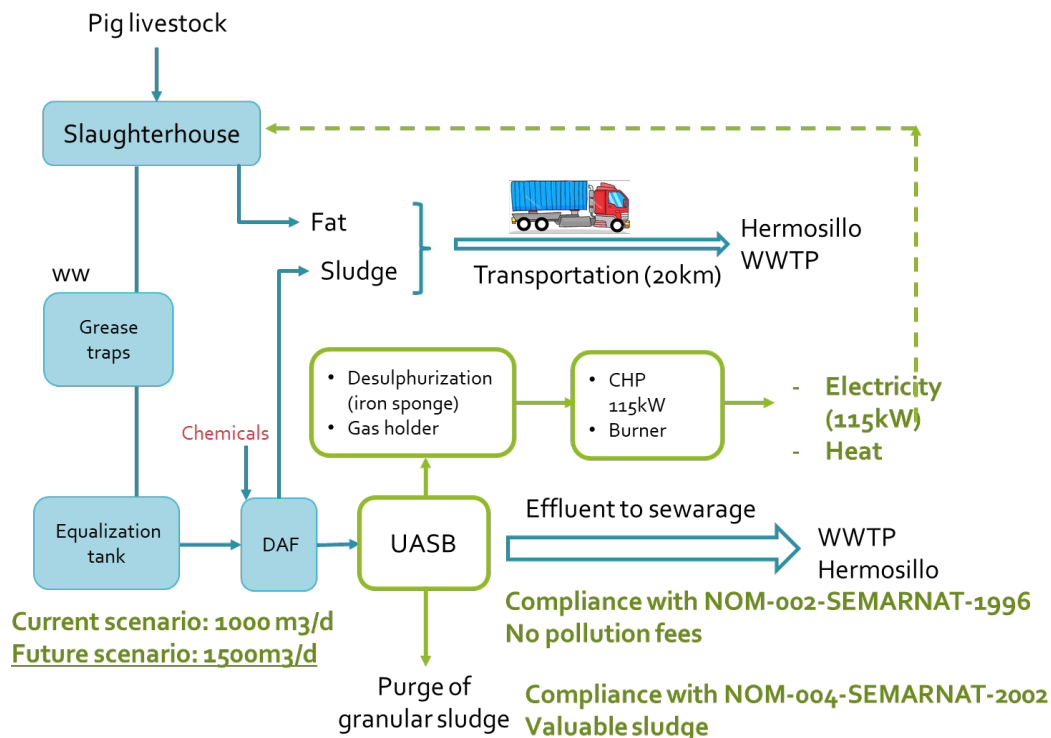 Pig livestock
Slaughterhouse
Fat
Sludge
Transportation (20km)
Hermosillo
WWTP
ww
Grease
traps
• Desulphurization
(iron sponge)
• Gas holder
• CHP
115kW
• Burner
- Electricity
(115kW)
- Heat
Chemicals
Equalization
tank
DAF
UASB
Effluent to sewarage
WWTP
Hermosillo
Compliance with NOM-002-SEMARNAT-1996
No pollution fees
Current scenario: 1000 m3/d
Future scenario: 1500m3/d
Purge of
granular sludge
Compliance with NOM-004-SEMARNAT-2002
Valuable sludge